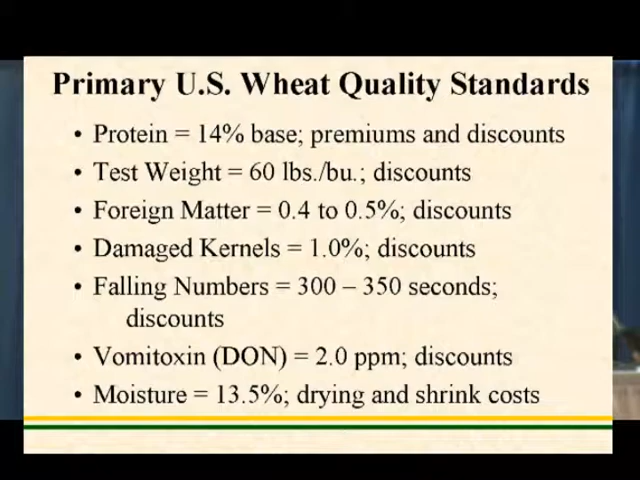 Primary U.S. Wheat Quality Standards
• Protein = 14% base; premiums and discounts
• Test Weight = 60 lbs./bu.; discounts
• Foreign Matter = 0.4 to 0.5%; discounts
• Damaged Kernels = 1.0%; discounts
• Falling Numbers = 300 – 350 seconds;
discounts
• Vomitoxin (DON) = 2.0 ppm; discounts
• Moisture = 13.5%; drying and shrink costs